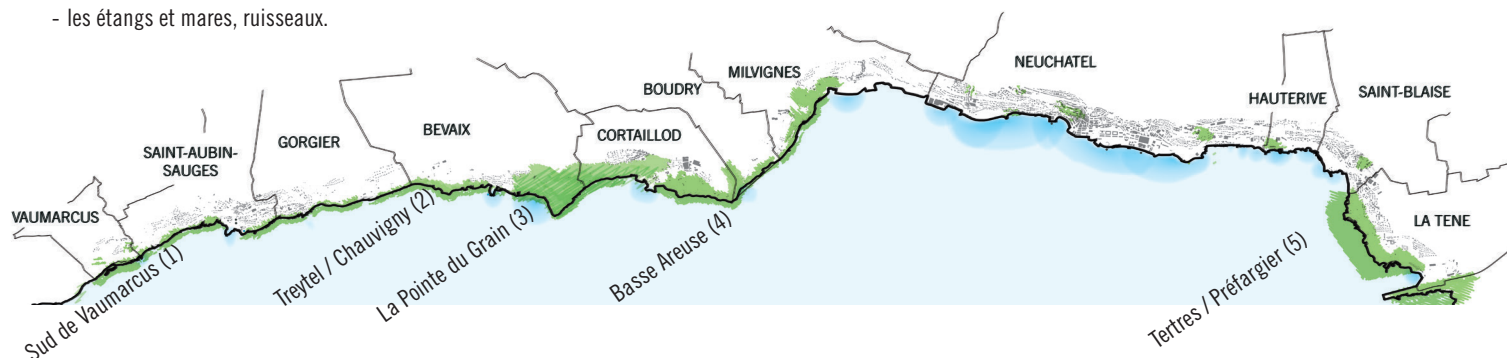 - les étangs et mares, ruisseaux.
VAUMARCUS
SAINT-AUBIN-
SAUGES
GORGIER
BEVAIX
CORTAILLOD
BOUDRY
MILVIGNES
NEUCHATEL
HAUTERIVE
SAINT-BLAISE
LA TENE
Sud de Vaumarcus (1)
Treytel / Chauvigny (2)
La Pointe du Grain (3)
Basse Areuse (4)
Tertres / Préfargier (5)